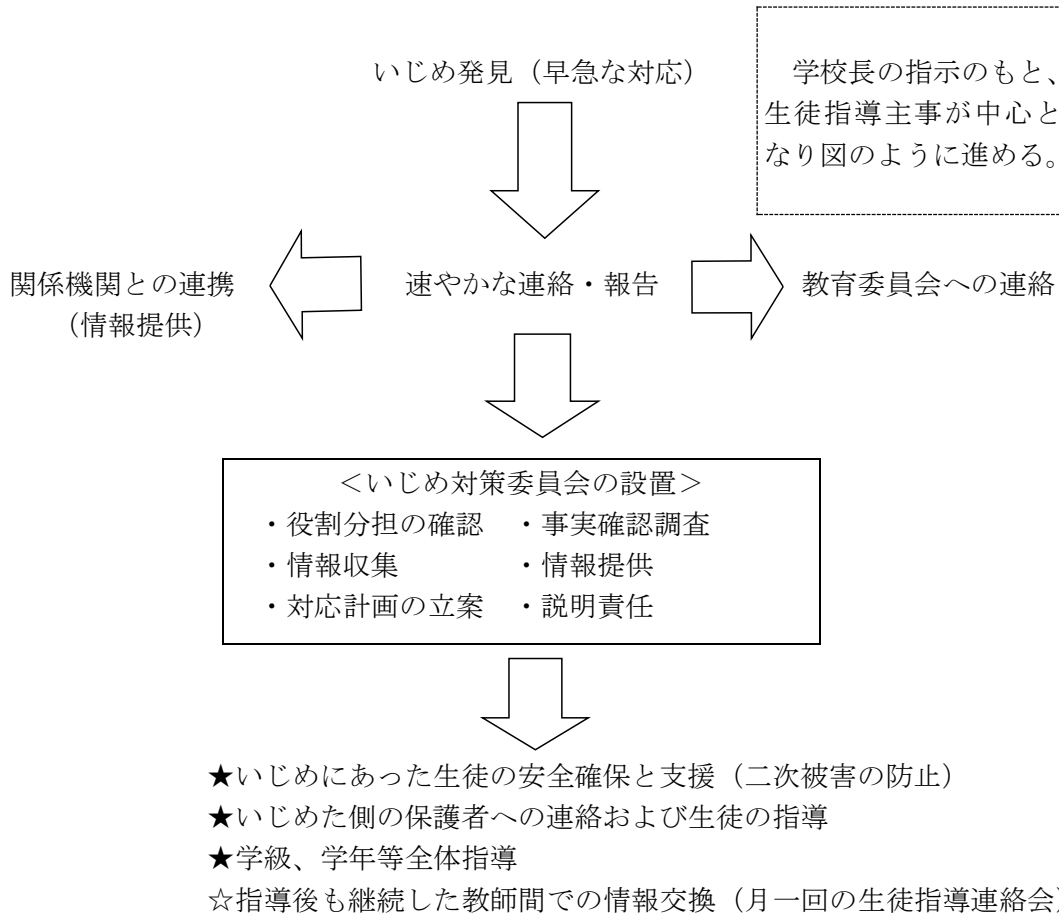 いじめ発見（早急な対応）
学校長の指示のもと、
生徒指導主事が中心と
なり図のように進める。
関係機関との連携
（情報提供）
速やかな連絡・報告
教育委員会への連絡
＜いじめ対策委員会の設置＞
・役割分担の確認　・事実確認調査
・情報収集　・情報提供
・対応計画の立案　・説明責任
★いじめにあった生徒の安全確保と支援（二次被害の防止）
★いじめた側の保護者への連絡および生徒の指導
★学級、学年等全体指導
☆指導後も継続した教師間での情報交換（月一回の生徒指導連絡会）